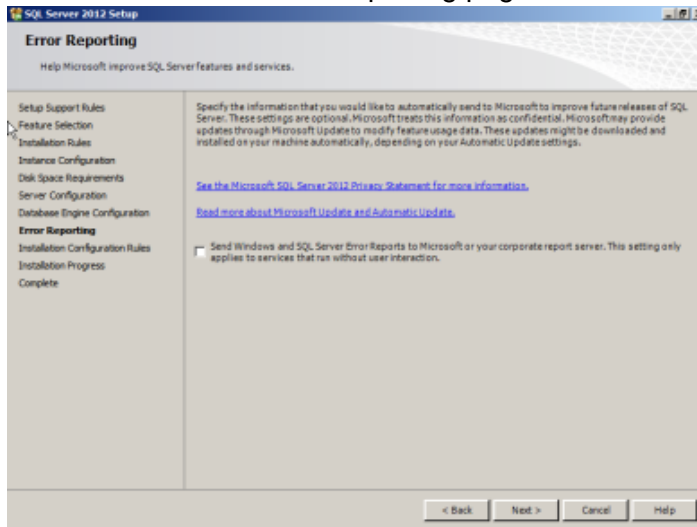 SQL Server 2012 Setup
Error Reporting
Help Microsoft improve SQL Server features and services.
Setup Support Rules
Feature Selection
Installation Rules
Instance Configuration
Disk Space Requirements
Server Configuration
Database Engine Configuration
Error Reporting
Installation Configuration Rules
Installation Progress
Complete
Specify the information that you would like to automatically send to Microsoft to improve future releases of SQL
Server. These settings are optional. Microsoft treats this information as confidential. Microsoft may provide
updates through Microsoft Update to modify feature usage data. These updates might be downloaded and
installed on your machine automatically, depending on your Automatic Update settings.
See the Microsoft SQL Server 2012 Privacy Statement for more information.
Read more about Microsoft Update and Automatic Update.
Send Windows and SQL Server Error Reports to Microsoft or your corporate report server. This setting only
applies to services that run without user interaction.
< Back Next > Cancel Help